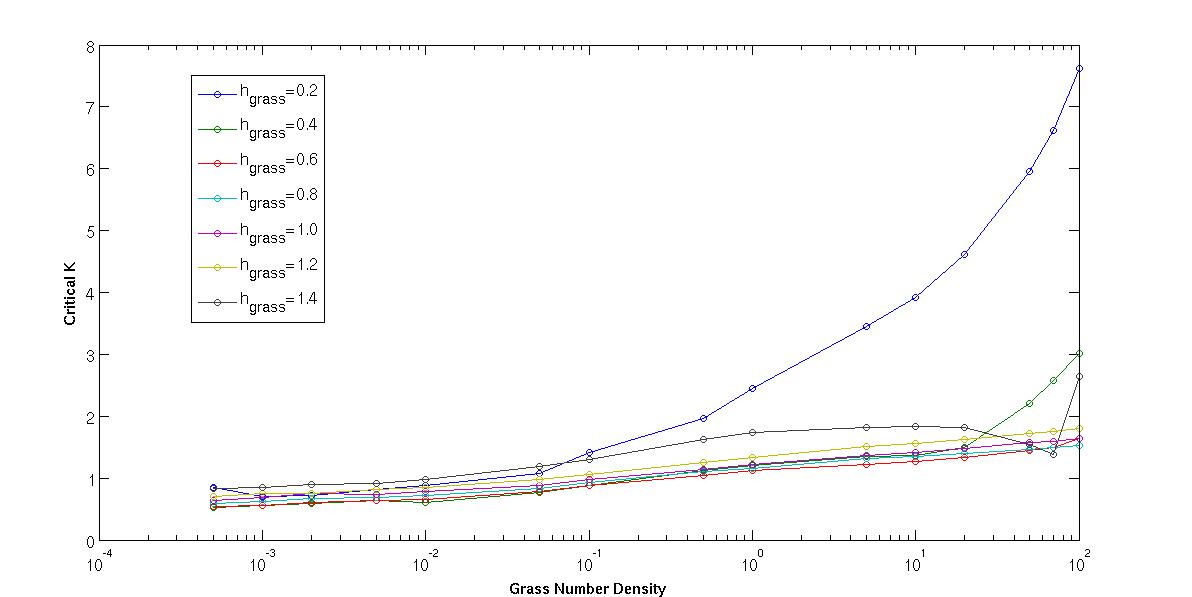 8
7
6
5
4
3
2
1
0
h_grass=0.2
h_grass=0.4
h_grass=0.6
h_grass=0.8
h_grass=1.0
h_grass=1.2
h_grass=1.4
Critical K
10^-4 10^-3 10^-2 10^-1 10^0 10^1 10^2
Grass Number Density